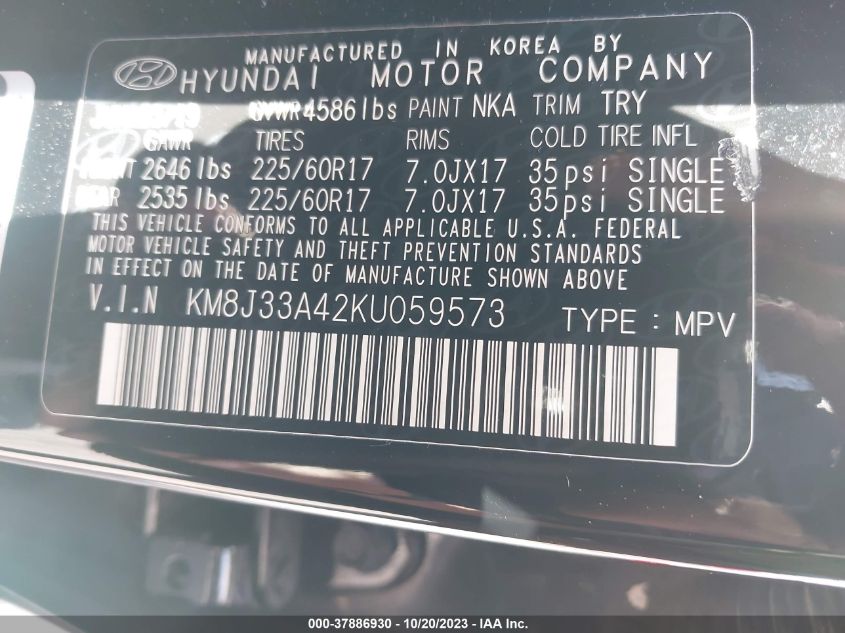 MANUFACTURED IN KOREA BY
HYUNDAI MOTOR COMPANY
GVWR 4586 lbs PAINT NKA TRIM TRY
GAWR TIRES RIMS COLD TIRE INFL
2646 lbs 225/60R17 7.0JX17 35psi SINGLE
2535 lbs 225/60R17 7.0JX17 35psi SINGLE
THIS VEHICLE CONFORMS TO ALL APPLICABLE U.S.A. FEDERAL
MOTOR VEHICLE SAFETY AND THEFT PREVENTION STANDARDS
IN EFFECT ON THE DATE OF MANUFACTURE SHOWN ABOVE
V.I.N KM8J33A42KU059573 TYPE : MPV
000-37886930 - 10/20/2023 - IAA Inc.